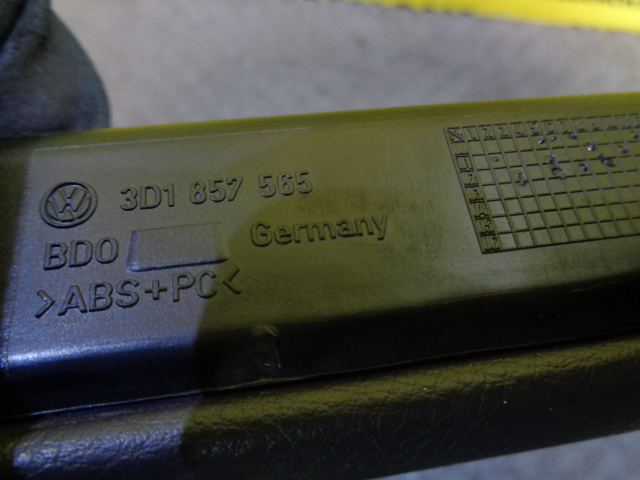 3D1 857 565
BDO Germany
>ABS+PC<